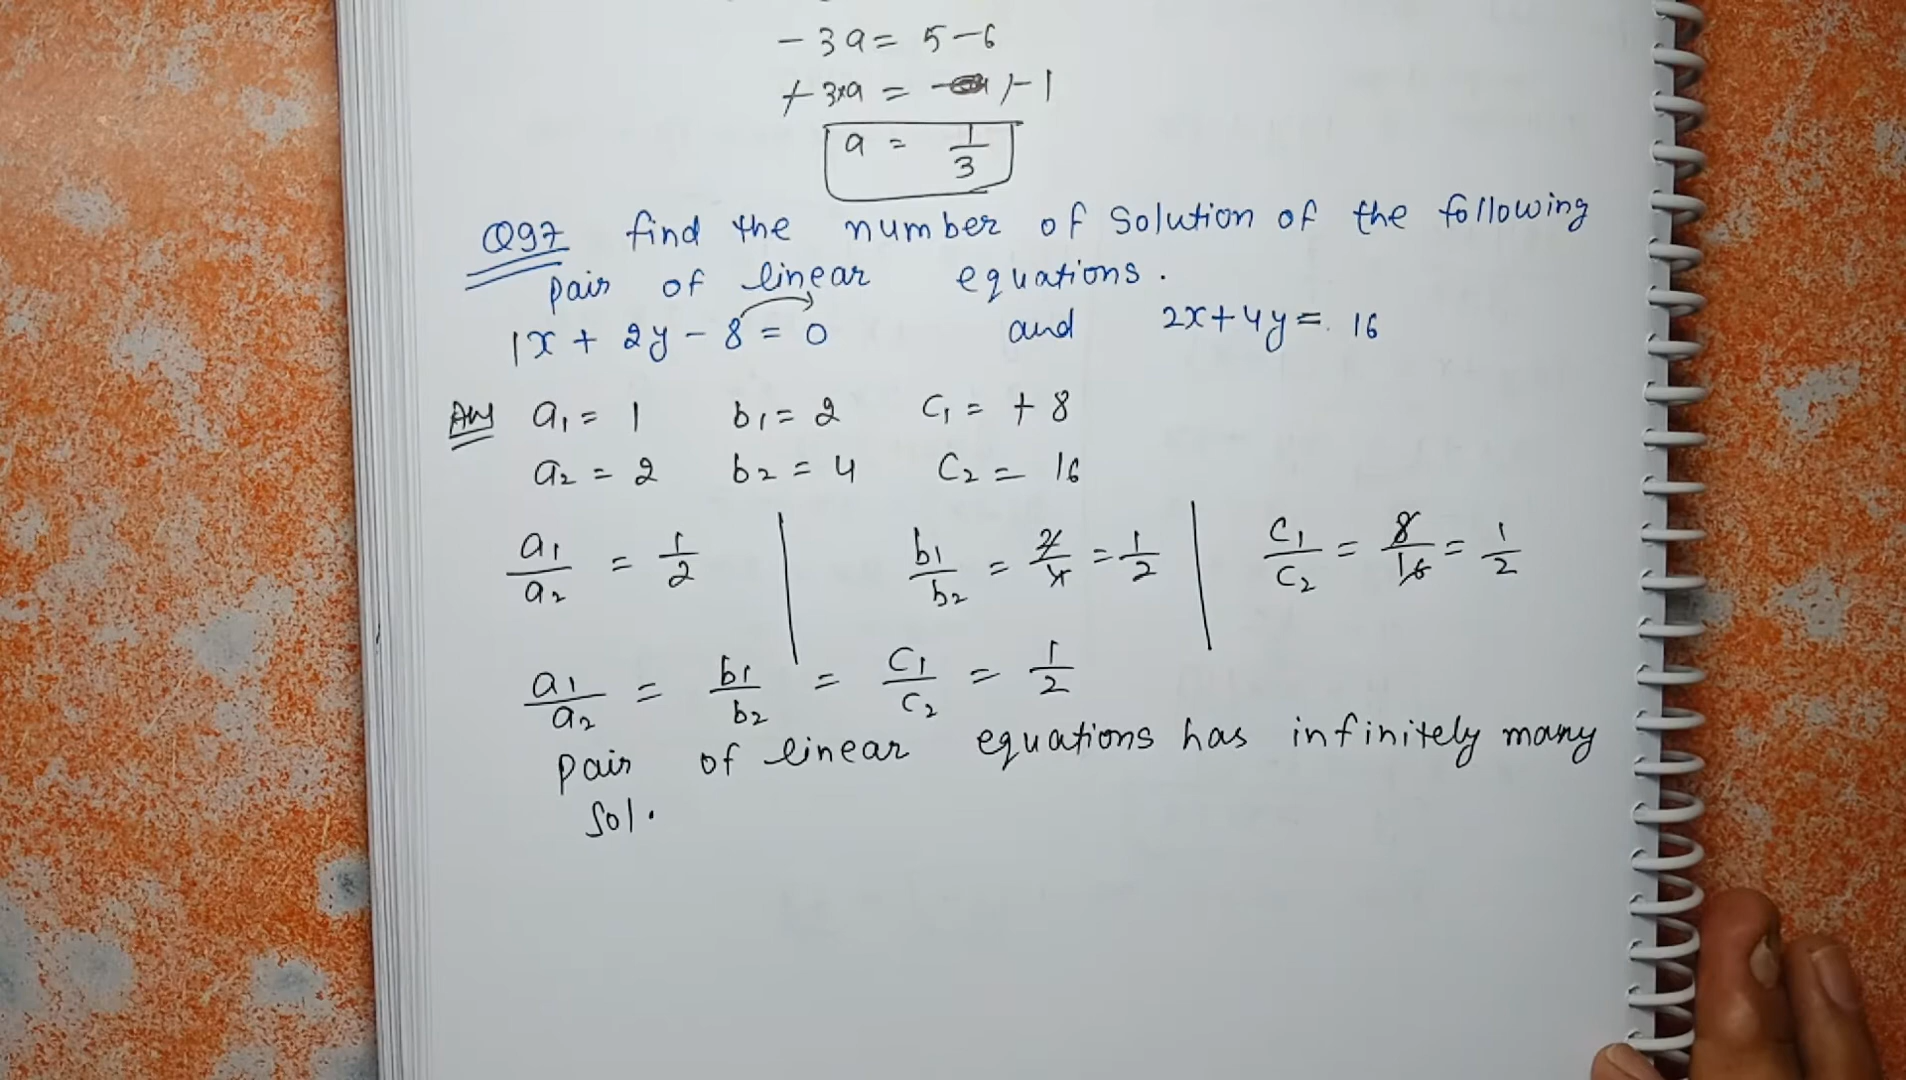 - 3a = 5-6
+ 3×a = - 1
a = 1/3
Q97 find the number of Solution of the following
pair of linear equations.
1x + 2y - 8 = 0 and 2x+4y = 16
Ans a1 = 1 b1 = 2 C1 = + 8
a2 = 2 b2 = 4 C2 = 16
a1/a2 = 1/2 b1/b2 = 2/4 = 1/2 C1/C2 = 8/16 = 1/2
a1/a2 = b1/b2 = C1/C2 = 1/2
pair of linear equations has infinitely many
Sol.